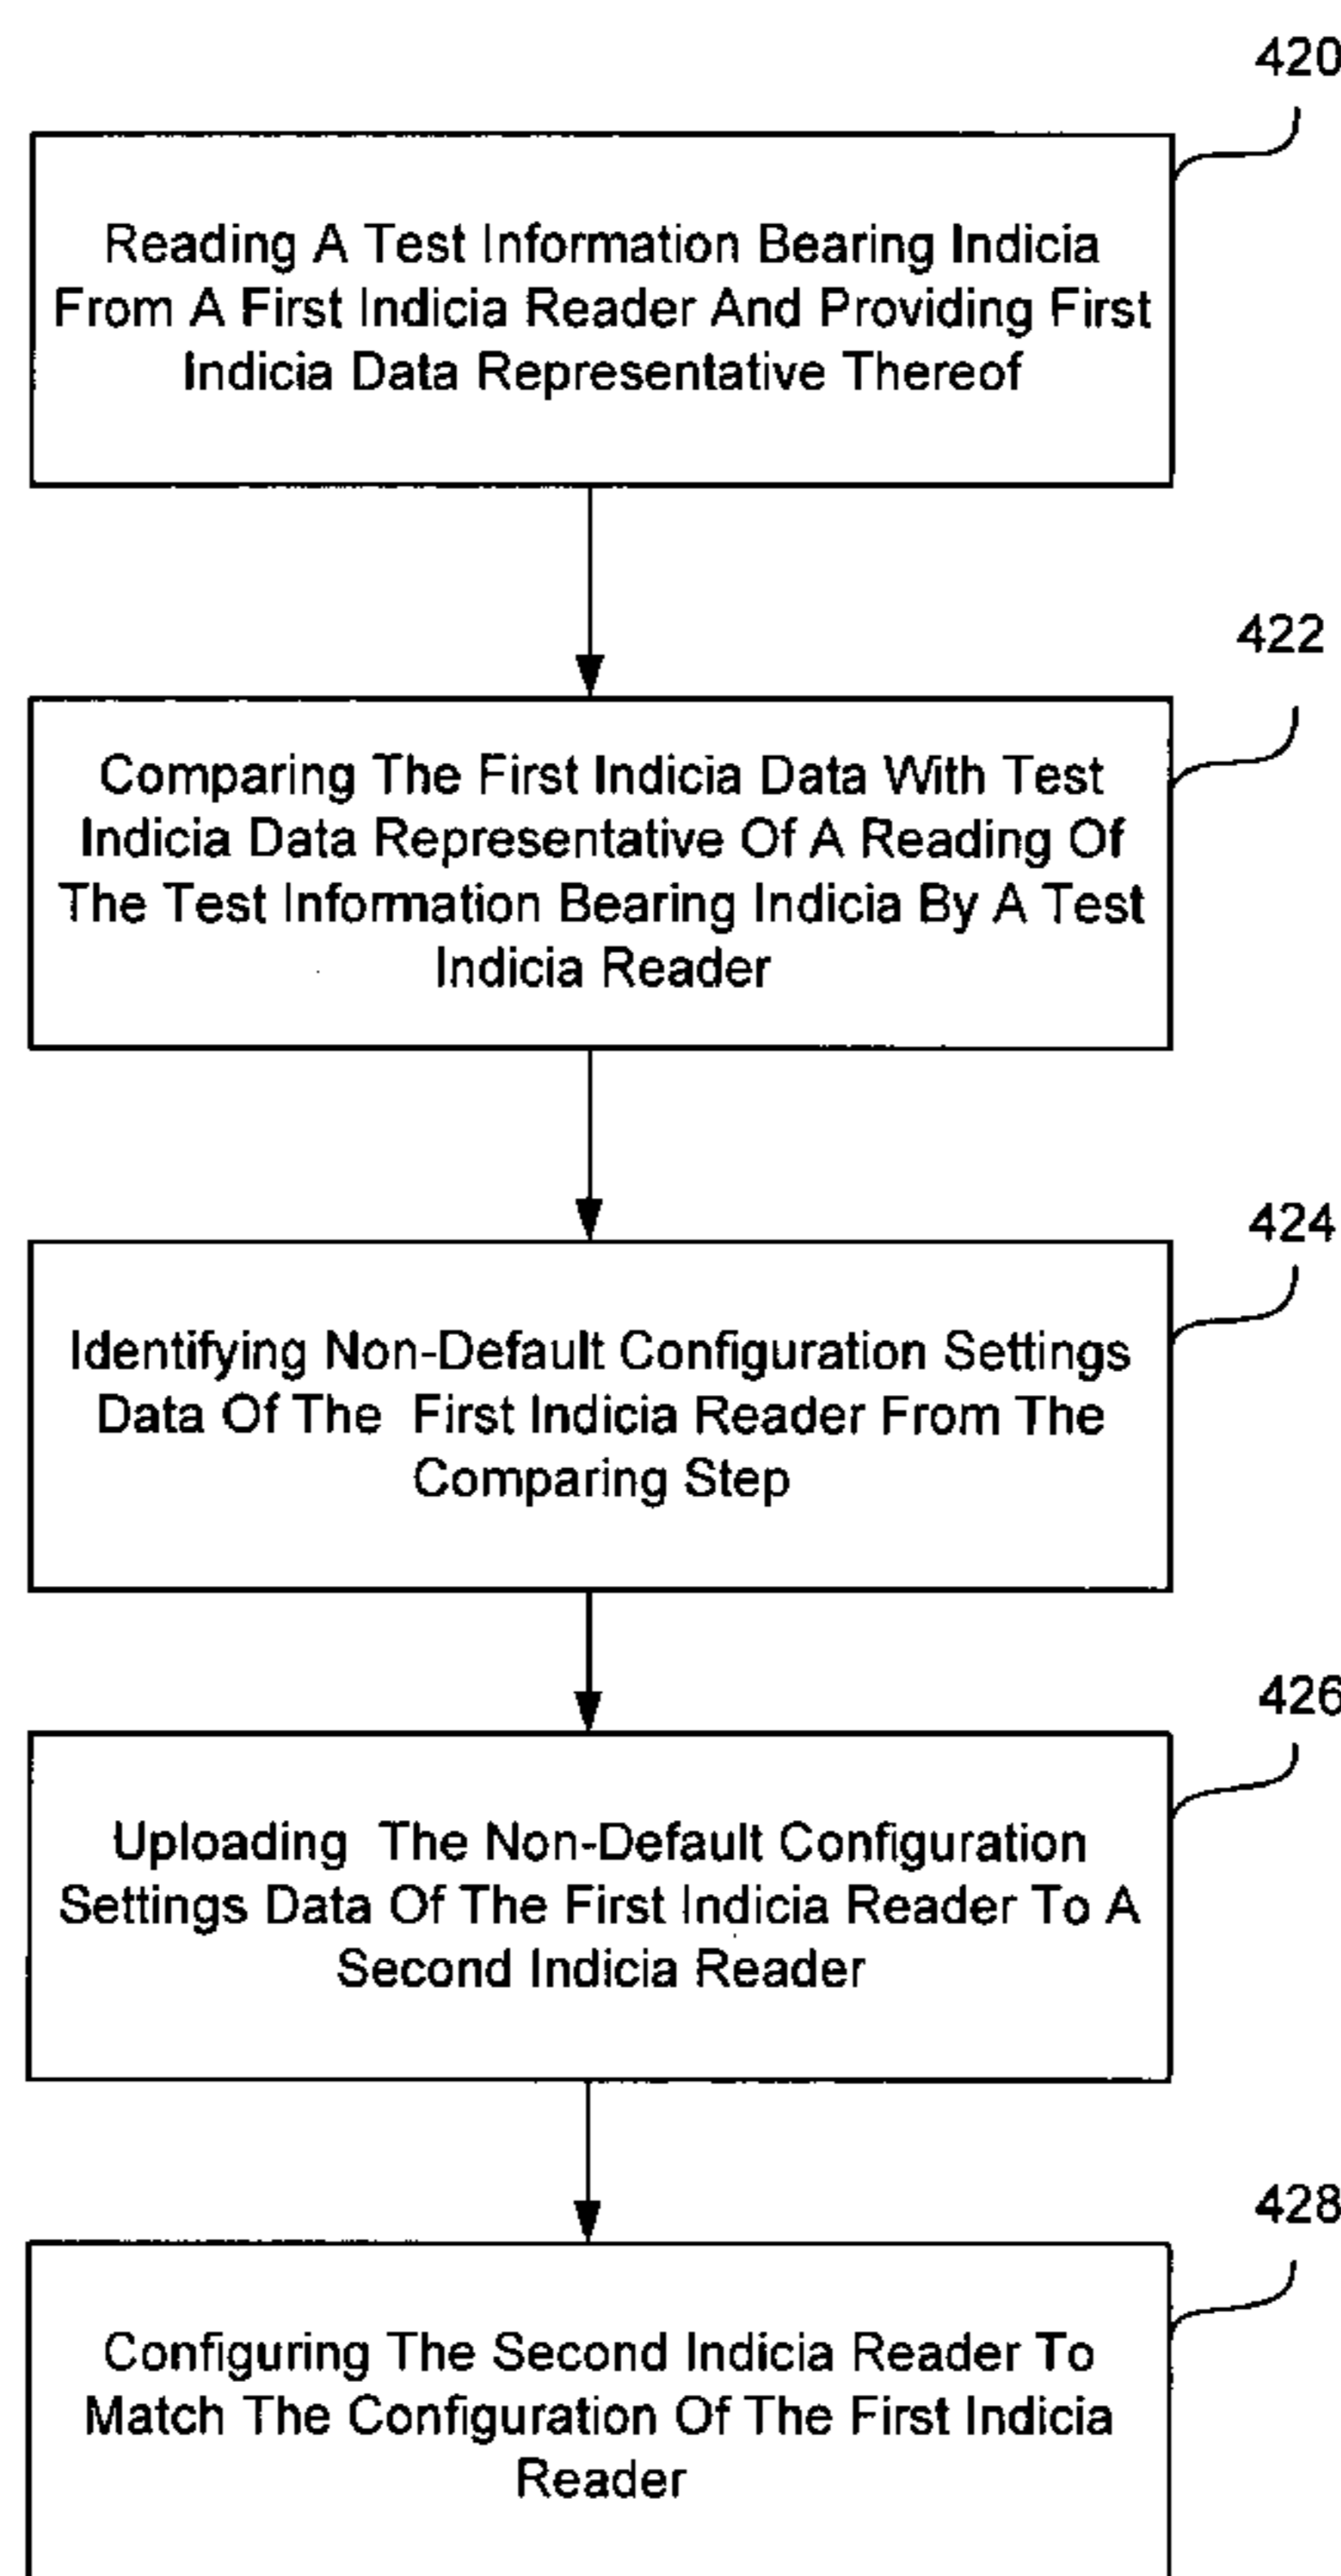 420
Reading A Test Information Bearing Indicia
From A First Indicia Reader And Providing First
Indicia Data Representative Thereof
422
Comparing The First Indicia Data With Test
Indicia Data Representative Of A Reading Of
The Test Information Bearing Indicia By A Test
Indicia Reader
424
Identifying Non-Default Configuration Settings
Data Of The First Indicia Reader From The
Comparing Step
426
Uploading The Non-Default Configuration
Settings Data Of The First Indicia Reader To A
Second Indicia Reader
428
Configuring The Second Indicia Reader To
Match The Configuration Of The First Indicia
Reader